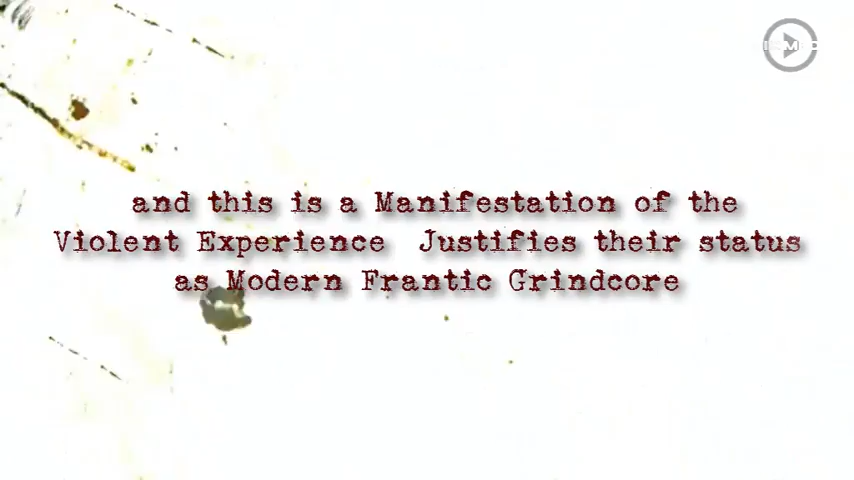 and this is a Manifestation of the
Violent Experience Justifies their status
as Modern Frantic Grindcore